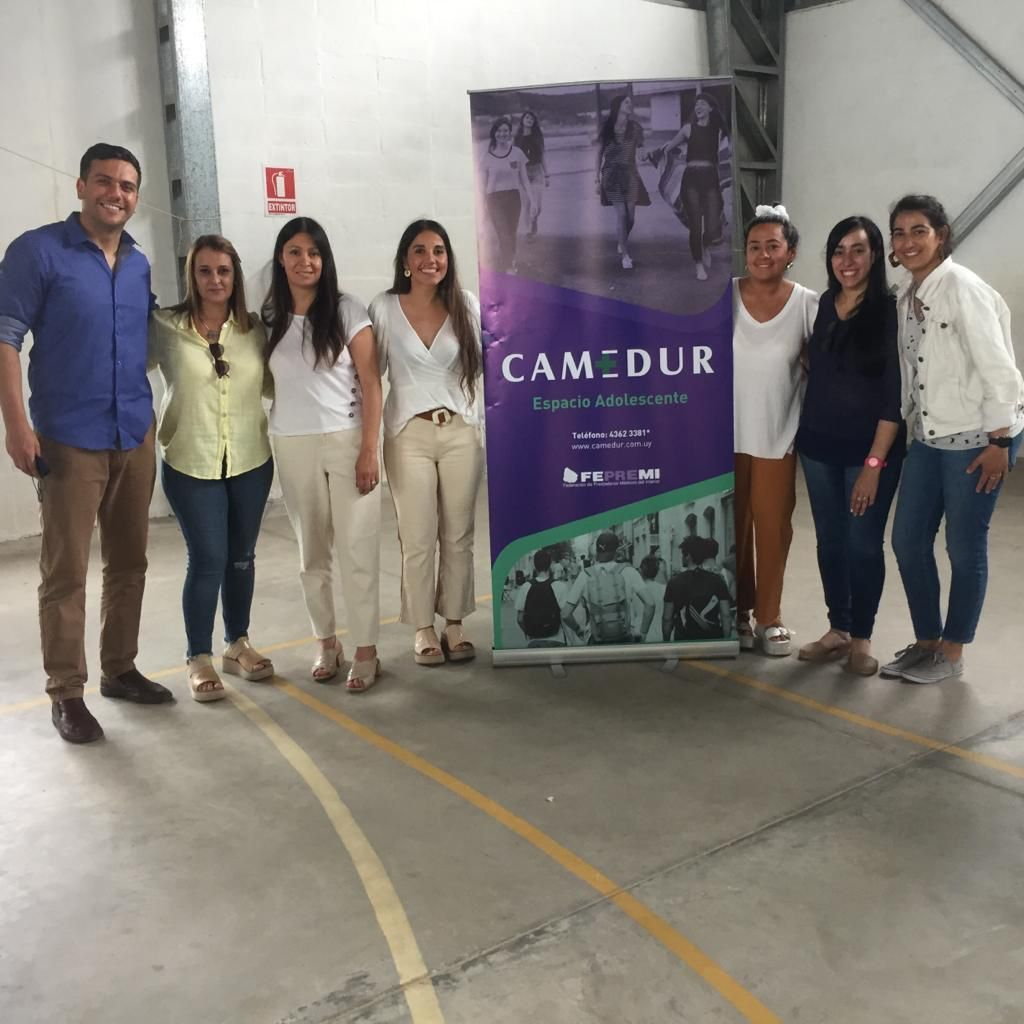 EXTINTOR
CAMEDUR
Espacio Adolescente
Teléfono: 4362 3381*
www.camedur.com.uy
FEPREMI
Federación de Prestadores Médicos del Interior